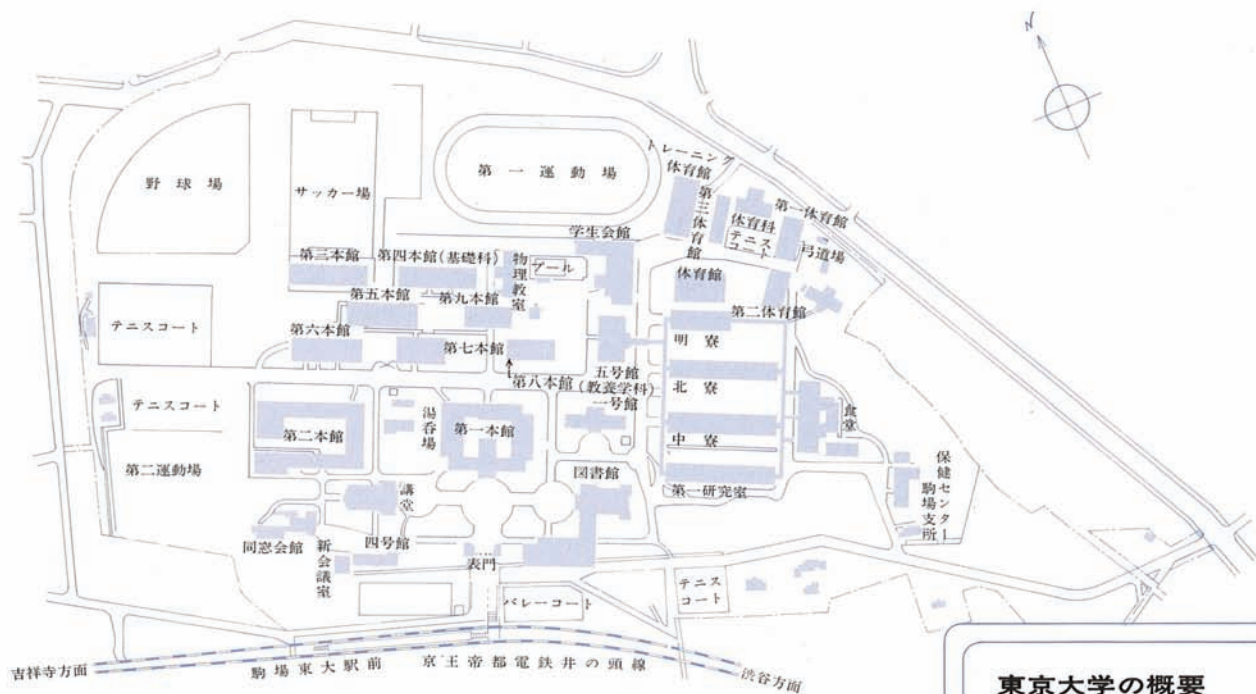 N
トレーニング
体育館
野球場
サッカー場
第一運動場
第三体育館
体育科
テニス
コート
第一体育館
弓道場
学生会館
第三本館
第四本館(基礎科)
物理教室
プール
体育館
第二体育館
第五本館
第九本館
テニスコート
第六本館
第七本館
明寮
五号館
第八本館(教養学科)
一号館
北寮
テニスコート
第二本館
湯呑場
第一本館
中寮
食堂
第二運動場
図書館
講堂
第一研究室
保健センター
駒場支所
同窓会館
新会議室
四号館
表門
バレーコート
テニス
コート
吉祥寺方面
駒場東大駅前
京王帝都電鉄井の頭線
渋谷方面
東京大学の概要